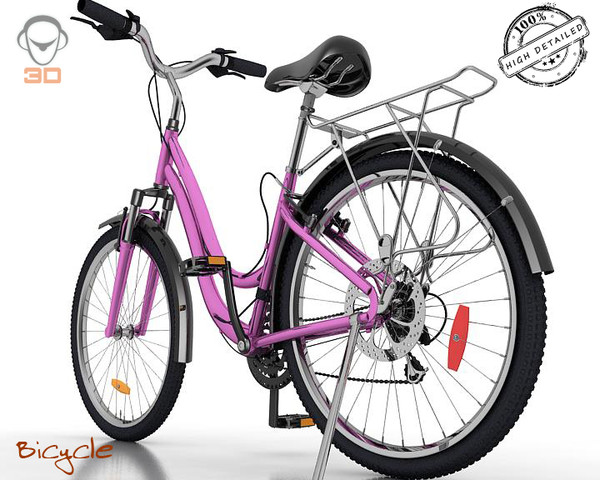 3D
100%
HIGH DETAILED
Bicycle